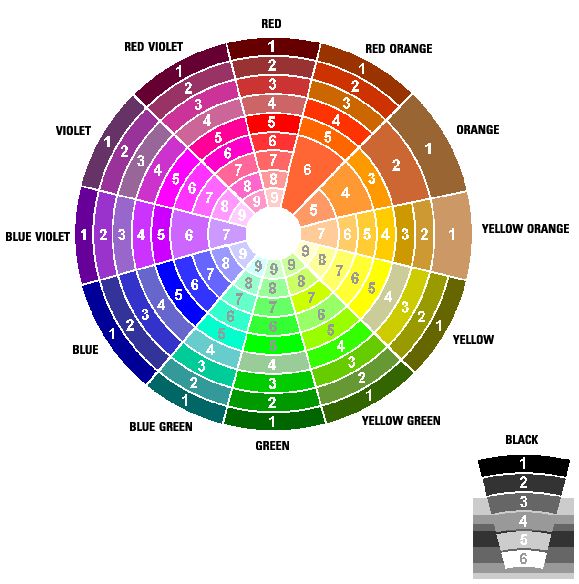 RED
RED VIOLET
RED ORANGE
VIOLET
ORANGE
BLUE VIOLET
YELLOW ORANGE
BLUE
YELLOW
BLUE GREEN
YELLOW GREEN
GREEN
1 2 3 4 5 6 7 8 9
1 2 3 4 5 6 7 8 9
1 2 3 4 5 6
1 2 3 4 5 6 7 8 9
1 2 3 4 5
1 2 3 4 5 6 7
1 2 3 4 5 6 7
1 2 3 4 5 6 7 8 9
1 2 3 4 5 6 7 8 9
1 2 3 4 5 6 7 8 9
1 2 3 4 5 6 7 8 9
1 2 3 4 5 6 7 8 9
BLACK
1
2
3
4
5
6